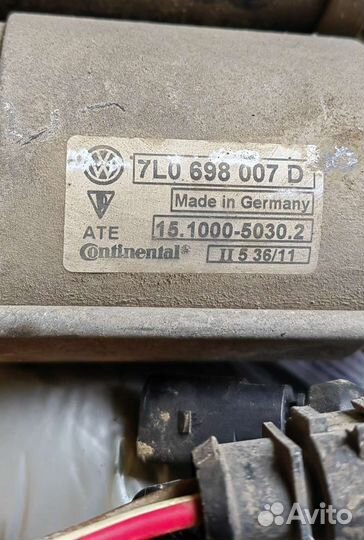 7L0 698 007 D
Made in Germany
ATE 15.1000-5030.2
Continental® II 5 36/11
Avito